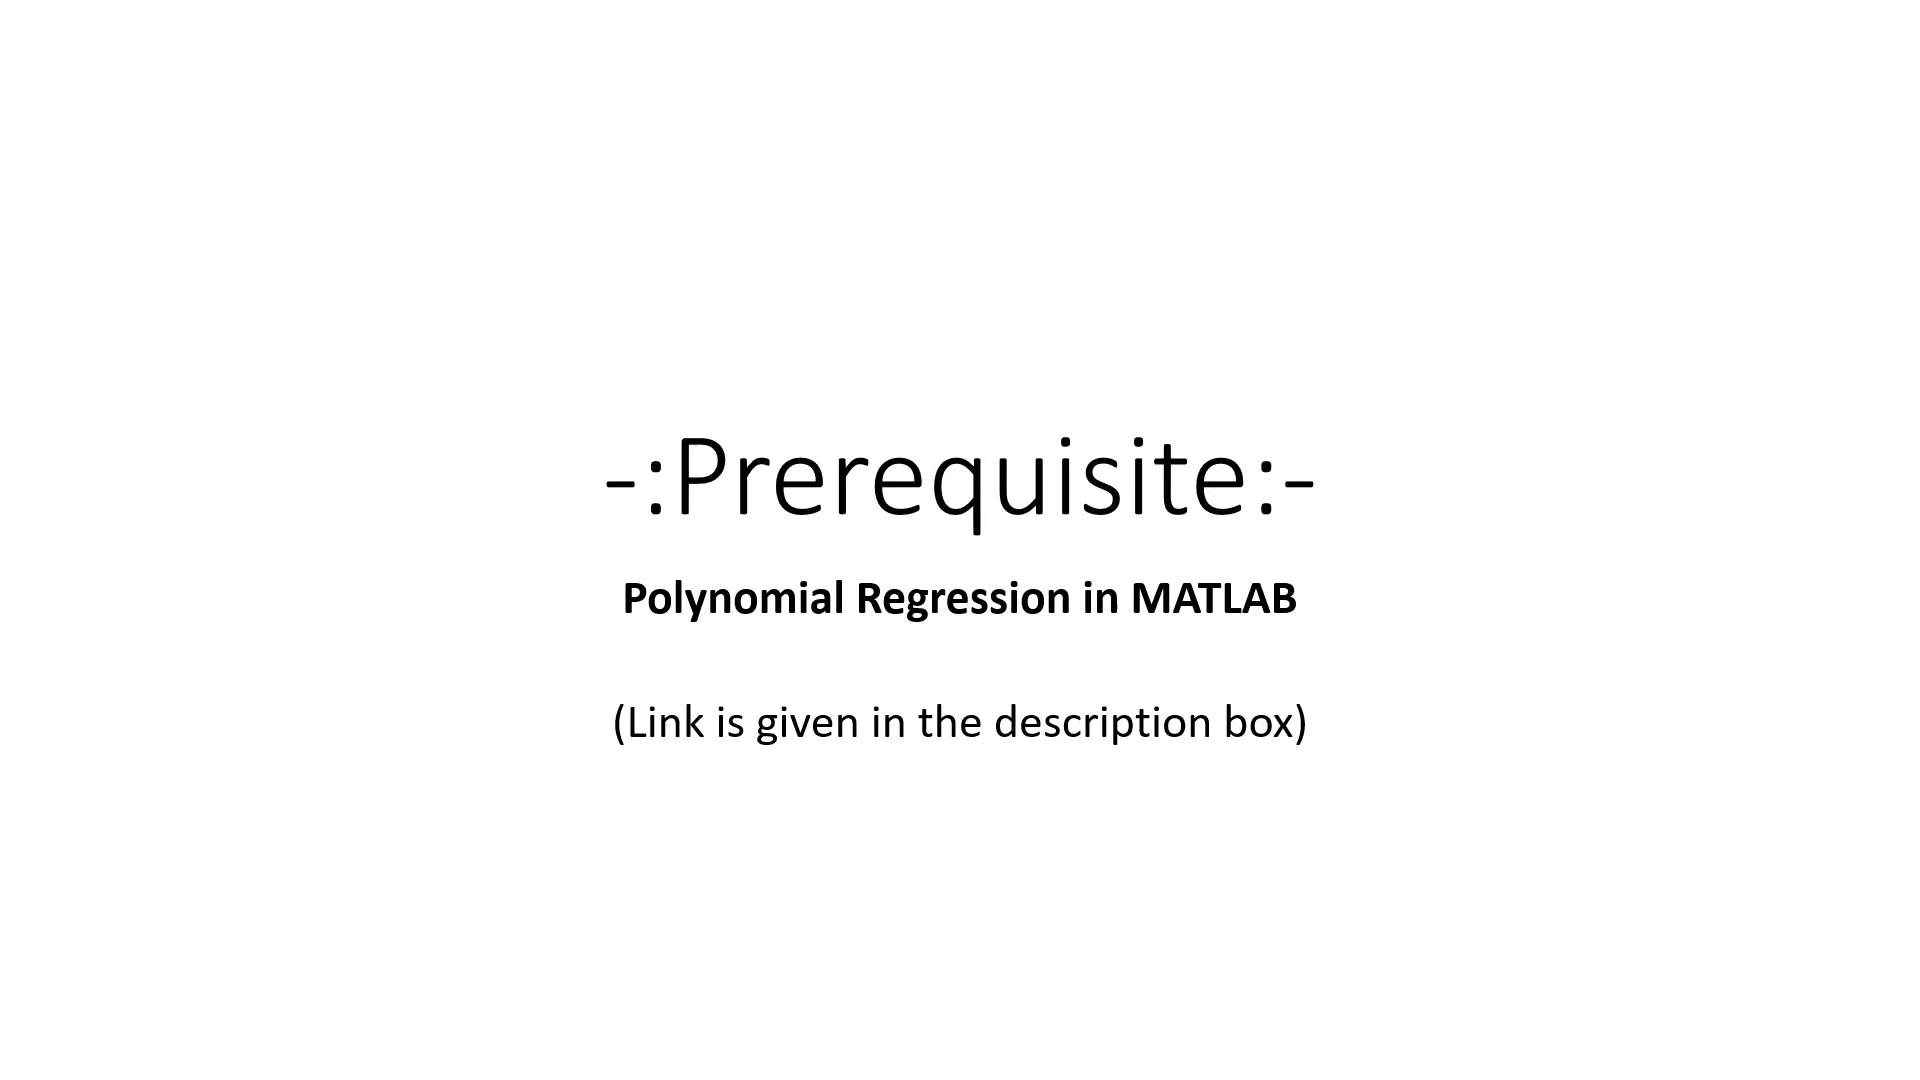 -:Prerequisite:-
Polynomial Regression in MATLAB
(Link is given in the description box)